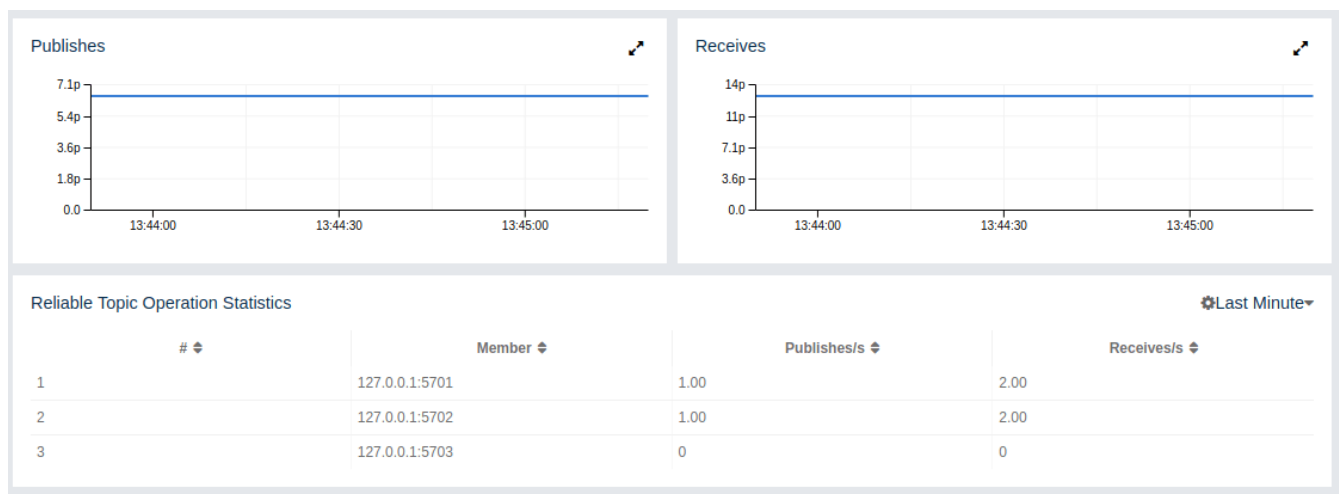 Publishes
7.1p
5.4p
3.6p
1.8p
0.0
13:44:00 13:44:30 13:45:00
Receives
14p
11p
7.1p
3.6p
0.0
13:44:00 13:44:30 13:45:00
Reliable Topic Operation Statistics Last Minute
# Member Publishes/s Receives/s
1 127.0.0.1:5701 1.00 2.00
2 127.0.0.1:5702 1.00 2.00
3 127.0.0.1:5703 0 0